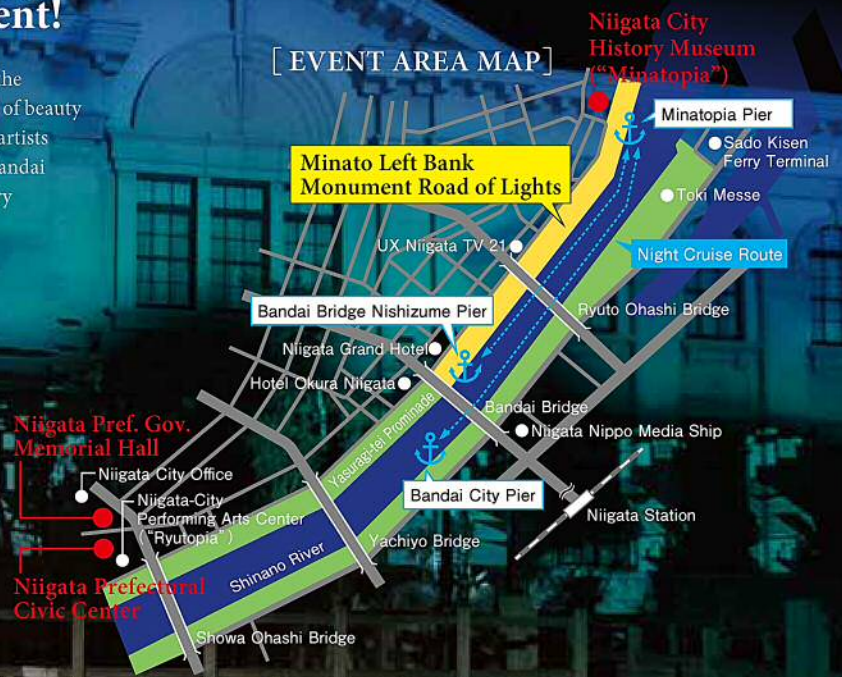 ent!
the
of beauty
artists
andai
ry
[ EVENT AREA MAP ]
Niigata City
History Museum
("Minatopia")
Minatopia Pier
Sado Kisen
Ferry Terminal
Toki Messe
Minato Left Bank
Monument Road of Lights
UX Niigata TV 21
Night Cruise Route
Bandai Bridge Nishizume Pier
Ryuto Ohashi Bridge
Niigata Grand Hotel
Hotel Okura Niigata
Yasuragi-tei Prominade
Bandai Bridge
Niigata Nippo Media Ship
Bandai City Pier
Niigata Station
Niigata Pref. Gov.
Memorial Hall
Niigata City Office
Niigata-City
Performing Arts Center
("Ryutopia")
Niigata Prefectural
Civic Center
Shinano River
Yachiyo Bridge
Showa Ohashi Bridge